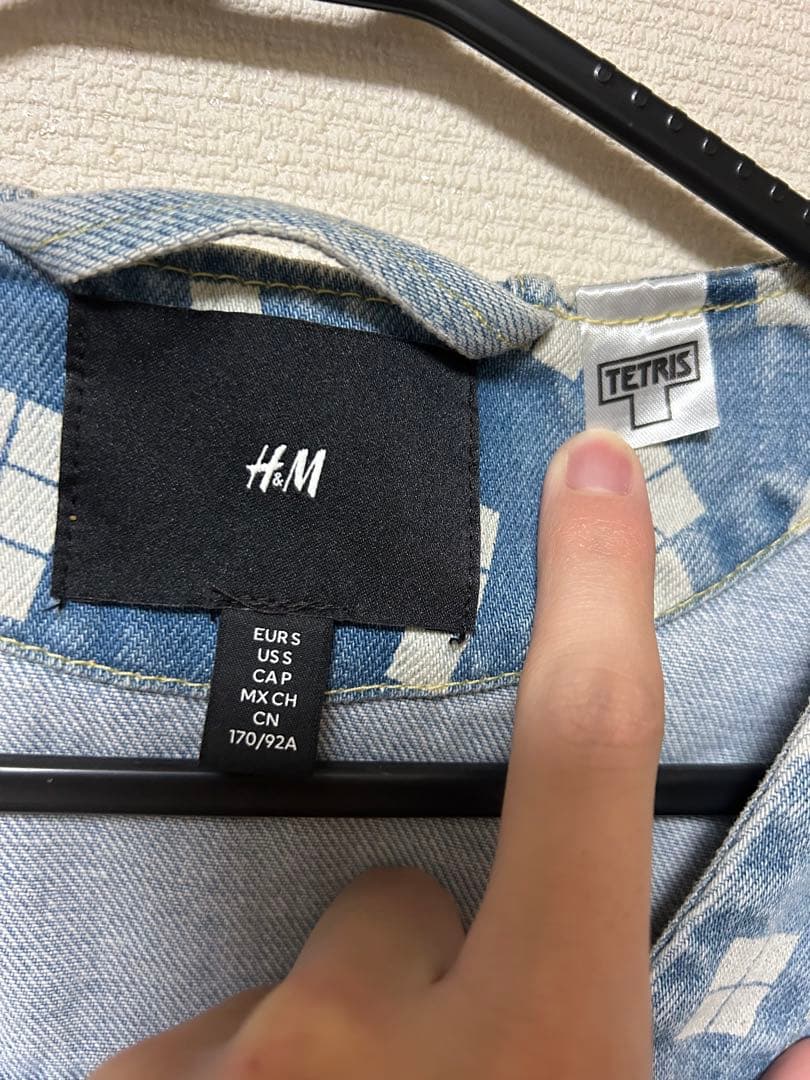 H&M
TETRIS
EUR S
US S
CA P
MX CH
CN
170/92A